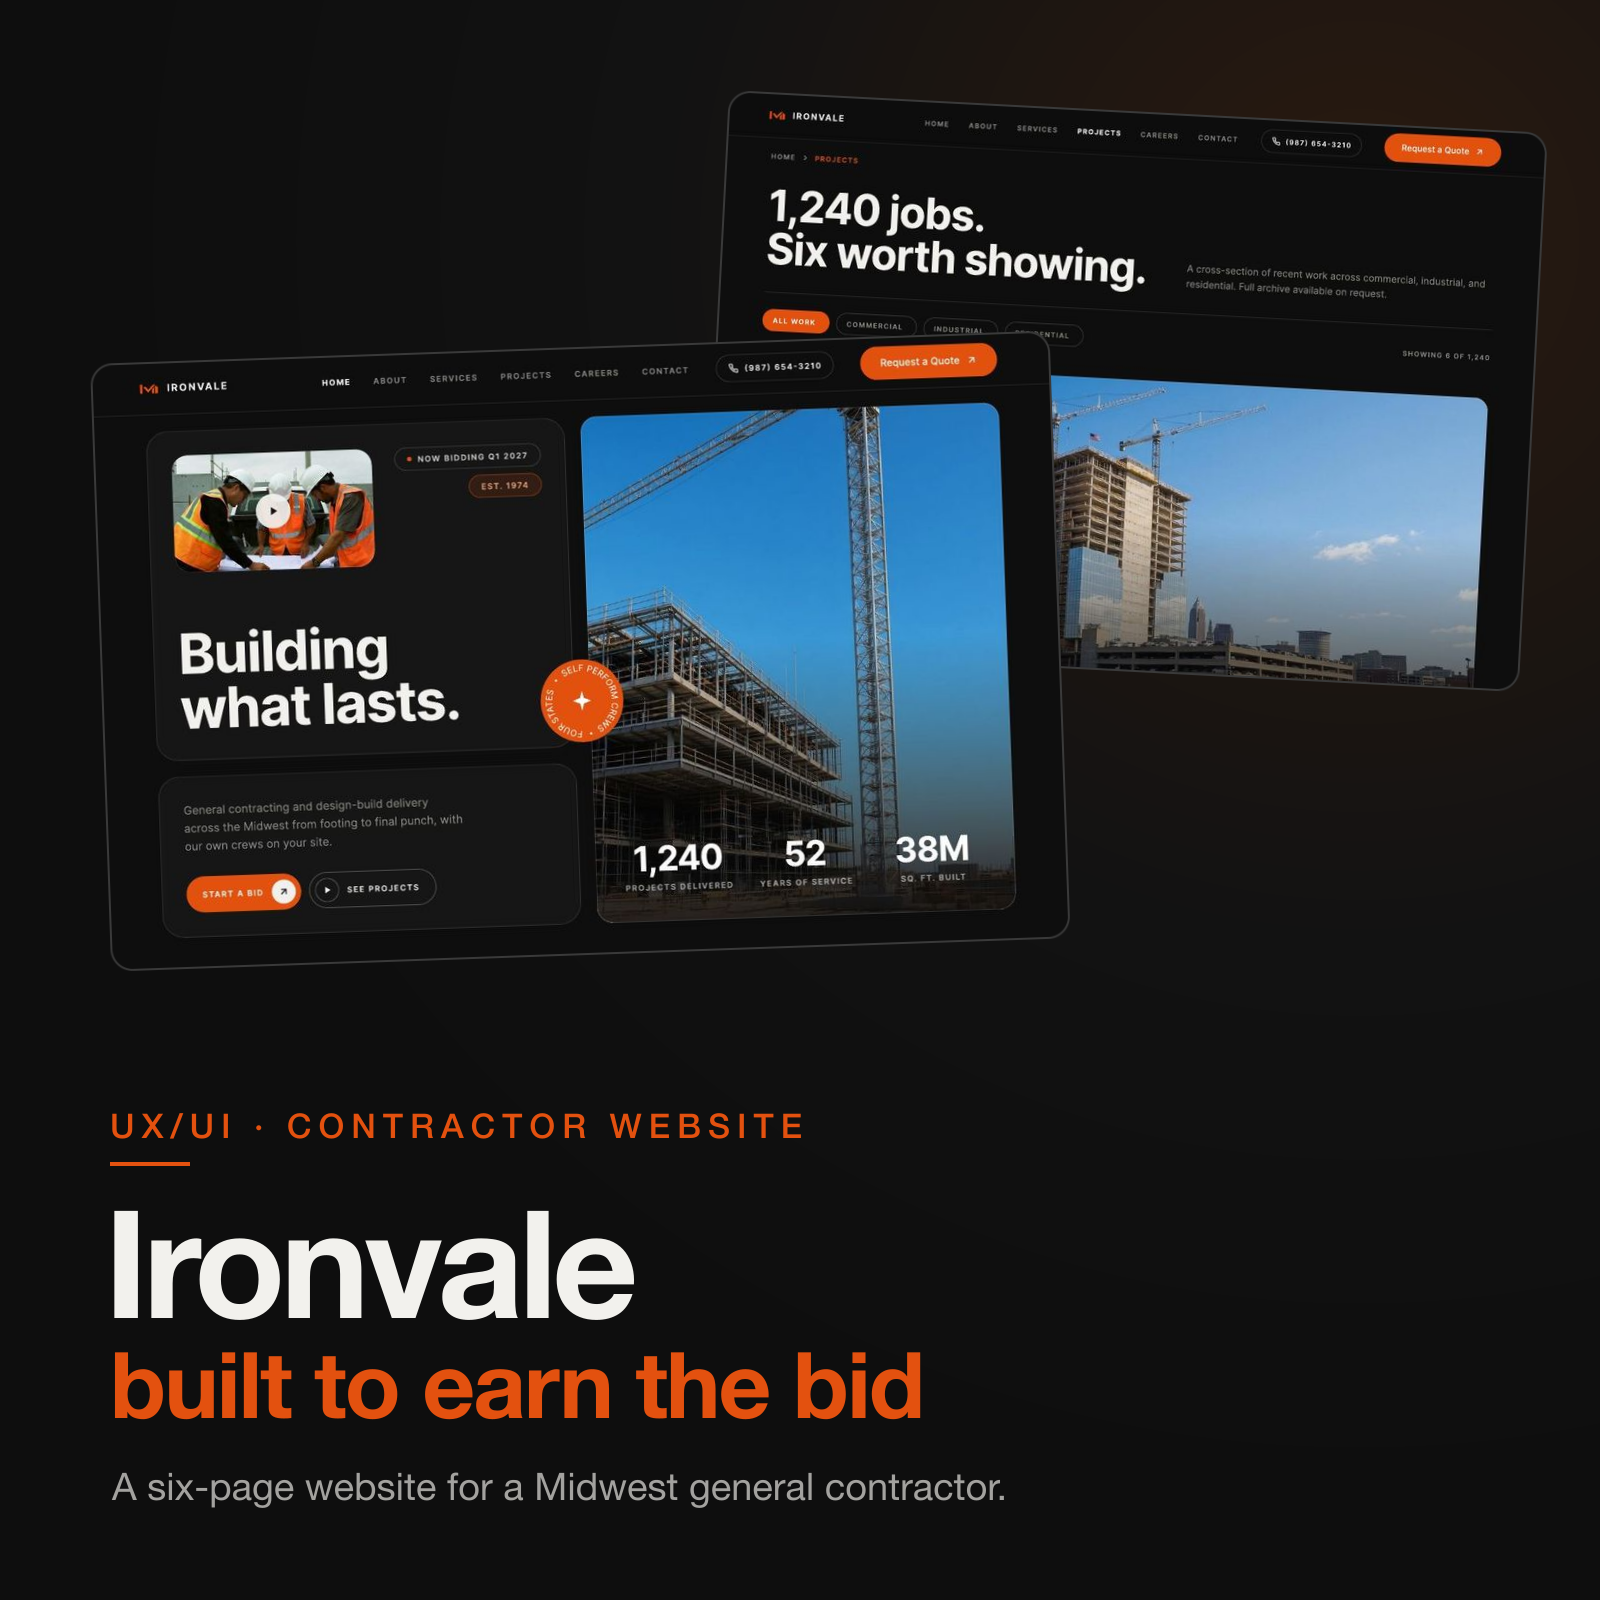 IRONVALE
HOME ABOUT SERVICES PROJECTS CAREERS CONTACT
(987) 654-3210
Request a Quote
HOME > PROJECTS
1,240 jobs.
Six worth showing.
A cross-section of recent work across commercial, industrial, and
residential. Full archive available on request.
ALL WORK
COMMERCIAL
INDUSTRIAL
SHOWING 6 OF 1,240
IRONVALE
HOME ABOUT SERVICES PROJECTS CAREERS CONTACT
(987) 654-3210
Request a Quote
NOW BIDDING Q1 2027
EST. 1974
Building
what lasts.
SELF PERFORM CREWS • FOUR STATES •
General contracting and design-build delivery
across the Midwest from footing to final punch, with
our own crews on your site.
START A BID
SEE PROJECTS
1,240
PROJECTS DELIVERED
52
YEARS OF SERVICE
38M
SQ. FT. BUILT
UX/UI · CONTRACTOR WEBSITE
Ironvale
built to earn the bid
A six-page website for a Midwest general contractor.